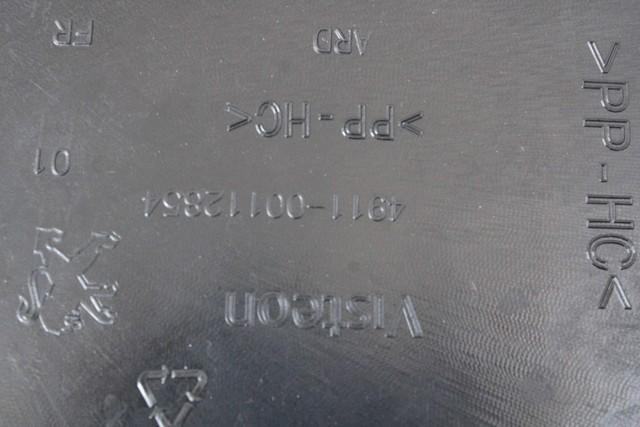 Visteon
4911-00112854
01
>PP-HC<
ARD
FR
>PP-HC<